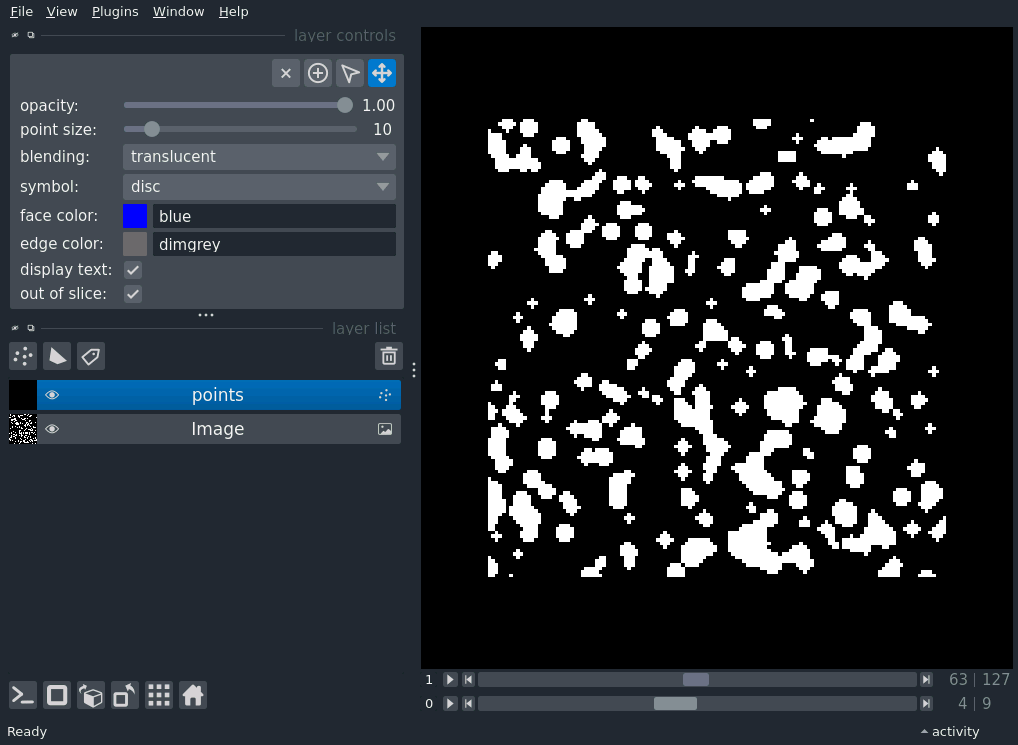 File View Plugins Window Help
layer controls
opacity: 1.00
point size: 10
blending: translucent
symbol: disc
face color: blue
edge color: dimgrey
display text:
out of slice:
layer list
points
Image
1 63 | 127
0 4 | 9
Ready activity